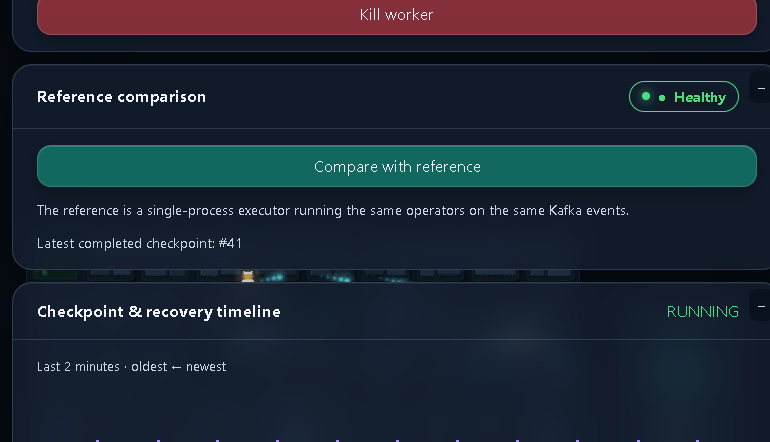 Kill worker
Reference comparison
Healthy
Compare with reference
The reference is a single-process executor running the same operators on the same Kafka events.
Latest completed checkpoint: #41
Checkpoint & recovery timeline
RUNNING
Last 2 minutes · oldest ← newest